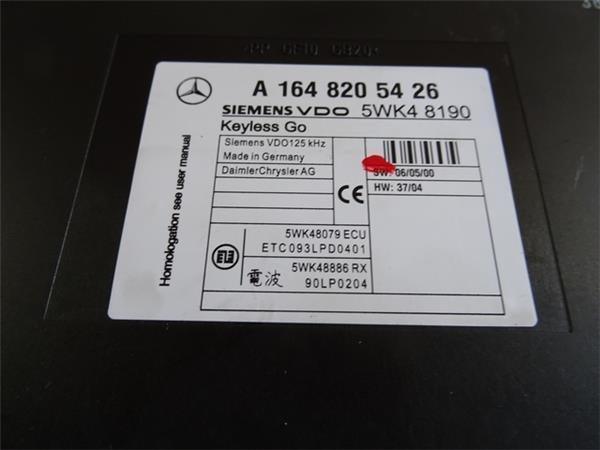 A 164 820 54 26
SIEMENS VDO 5WK4 8190
Keyless Go
Siemens VDO125 kHz
Made in Germany
DaimlerChrysler AG
SW: 06/05/00
HW: 37/04
CE
5WK48079 ECU
ETC093LPD0401
5WK48886 RX
電波 90LP0204
Homologation see user manual